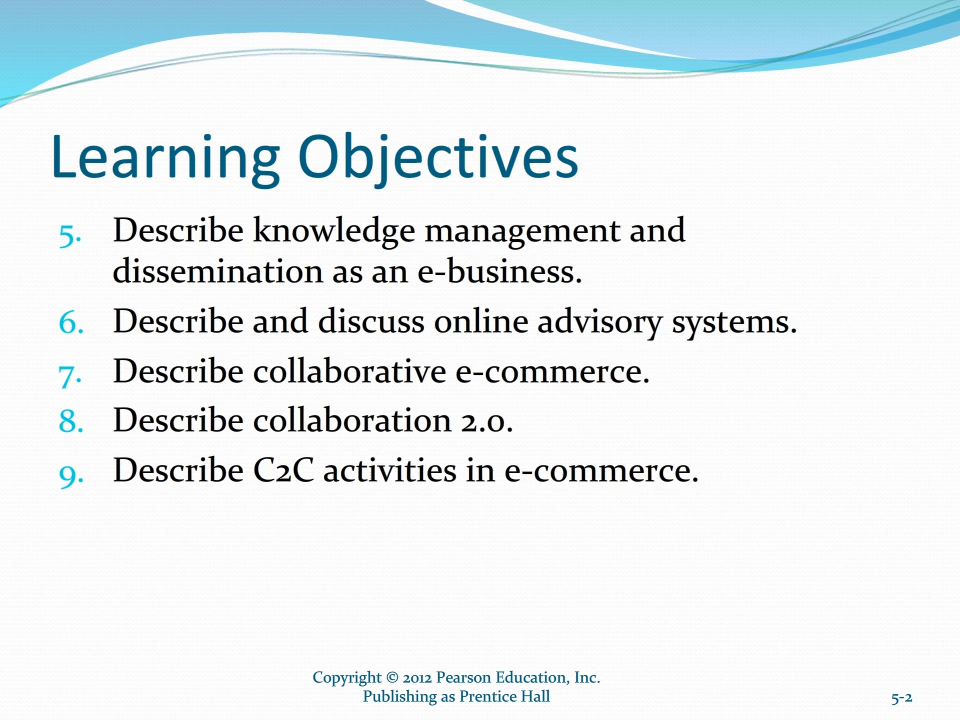 Learning Objectives
5. Describe knowledge management and
dissemination as an e-business.
6. Describe and discuss online advisory systems.
7. Describe collaborative e-commerce.
8. Describe collaboration 2.0.
9. Describe C2C activities in e-commerce.
Copyright © 2012 Pearson Education, Inc.
Publishing as Prentice Hall
5-2